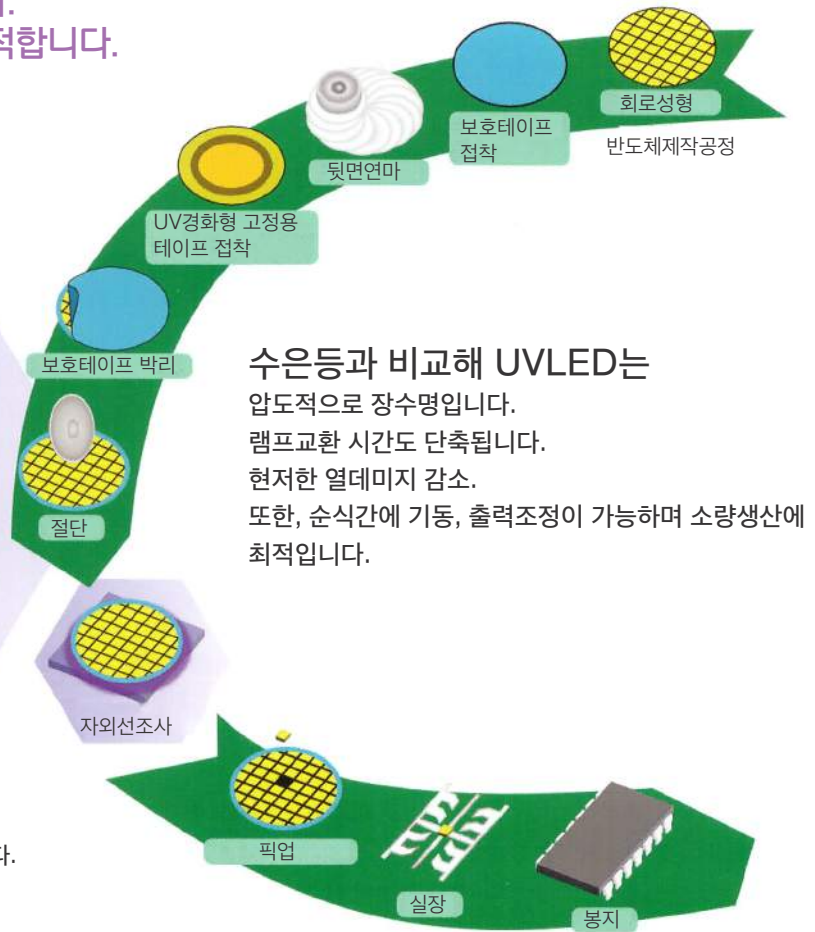 적합니다.
회로성형
반도체제작공정
보호테이프
접착
뒷면연마
UV경화형 고정용
테이프 접착
보호테이프 박리
절단
수은등과 비교해 UVLED는
압도적으로 장수명입니다.
램프교환 시간도 단축됩니다.
현저한 열데미지 감소.
또한, 순식간에 기동, 출력조정이 가능하며 소량생산에
최적입니다.
자외선조사
픽업
실장
봉지
다.